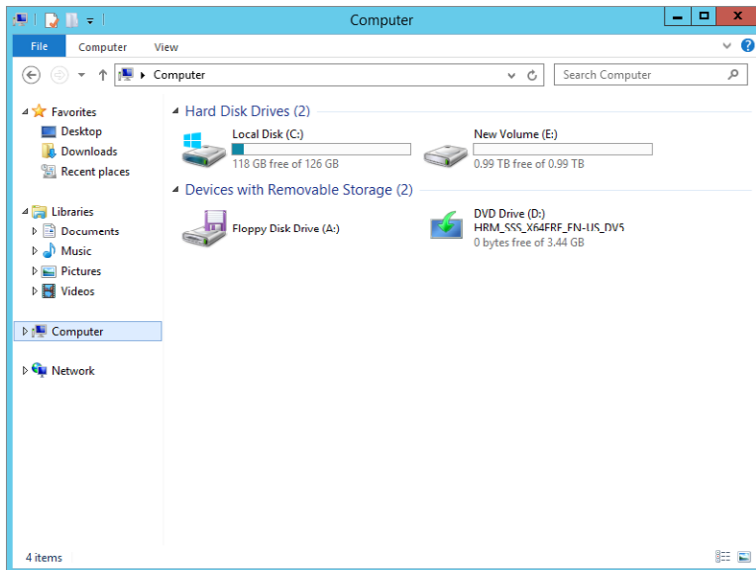 Computer
File Computer View
Computer Search Computer
Favorites
Desktop
Downloads
Recent places
Libraries
Documents
Music
Pictures
Videos
Computer
Network
Hard Disk Drives (2)
Local Disk (C:)
118 GB free of 126 GB
New Volume (E:)
0.99 TB free of 0.99 TB
Devices with Removable Storage (2)
Floppy Disk Drive (A:)
DVD Drive (D:)
HRM_SSS_X64FRE_EN-US_DV5
0 bytes free of 3.44 GB
4 items